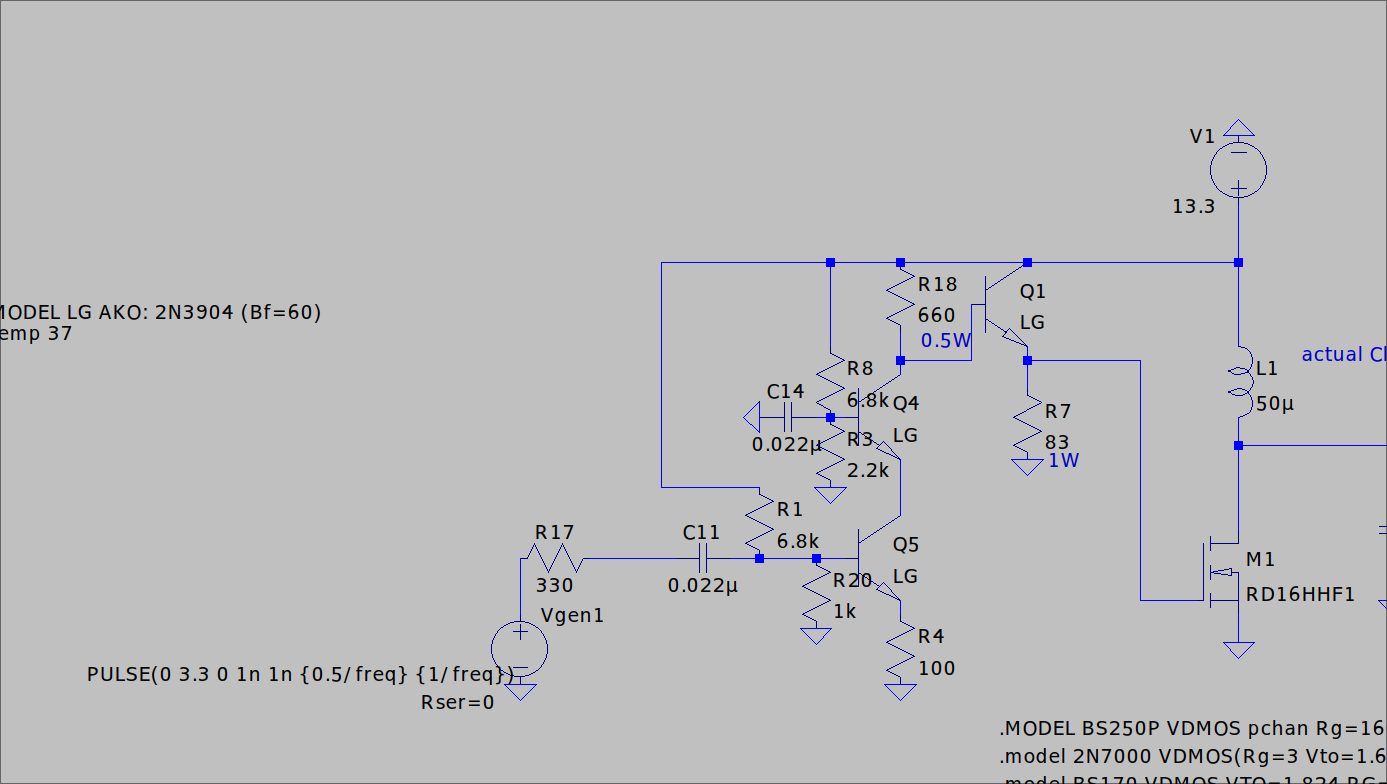 V1
13.3
MODEL LG AKO: 2N3904 (Bf=60)
emp 37
R18
660
0.5W
Q1
LG
actual
R8
6.8k
L1
50µ
C14
0.022µ
Q4
LG
R3
2.2k
R7
83
1W
R1
6.8k
R17
330
C11
0.022µ
Q5
LG
R20
1k
M1
RD16HHF1
Vgen1
PULSE(0 3.3 0 1n 1n {0.5/freq} {1/freq})
Rser=0
R4
100
.MODEL BS250P VDMOS pchan Rg=16
.model 2N7000 VDMOS(Rg=3 Vto=1.6
.model BS170 VDMOS VTO=1.824 RG=